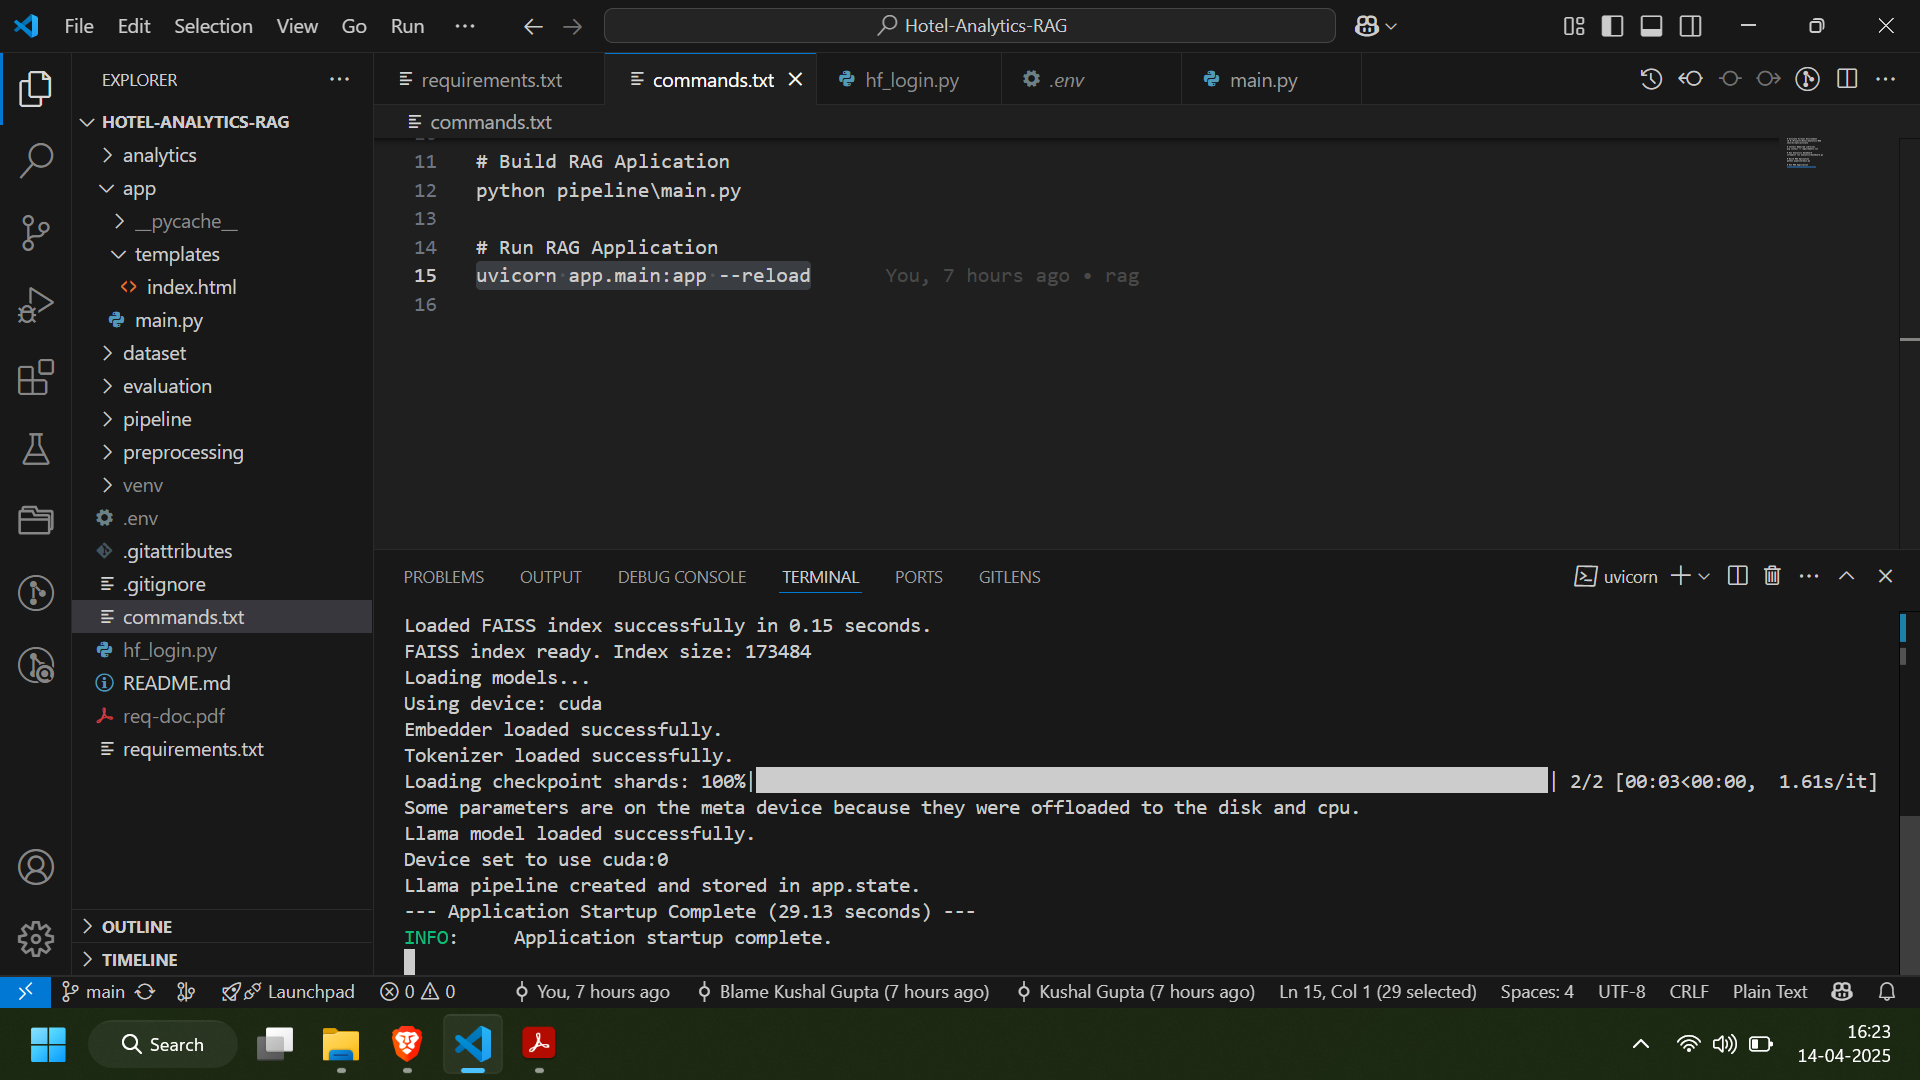 File Edit Selection View Go Run ··· Hotel-Analytics-RAG
EXPLORER ···
HOTEL-ANALYTICS-RAG
analytics
app
__pycache__
templates
index.html
main.py
dataset
evaluation
pipeline
preprocessing
venv
.env
.gitattributes
.gitignore
commands.txt
hf_login.py
README.md
req-doc.pdf
requirements.txt
OUTLINE
TIMELINE
requirements.txt commands.txt hf_login.py .env main.py
commands.txt
11 # Build RAG Aplication
12 python pipeline\main.py
13
14 # Run RAG Application
15 uvicorn app.main:app --reload You, 7 hours ago • rag
16
PROBLEMS OUTPUT DEBUG CONSOLE TERMINAL PORTS GITLENS uvicorn
Loaded FAISS index successfully in 0.15 seconds.
FAISS index ready. Index size: 173484
Loading models...
Using device: cuda
Embedder loaded successfully.
Tokenizer loaded successfully.
Loading checkpoint shards: 100%| | 2/2 [00:03<00:00, 1.61s/it]
Some parameters are on the meta device because they were offloaded to the disk and cpu.
Llama model loaded successfully.
Device set to use cuda:0
Llama pipeline created and stored in app.state.
--- Application Startup Complete (29.13 seconds) ---
INFO: Application startup complete.
main Launchpad 0 0 You, 7 hours ago Blame Kushal Gupta (7 hours ago) Kushal Gupta (7 hours ago) Ln 15, Col 1 (29 selected) Spaces: 4 UTF-8 CRLF Plain Text
Search
16:23
14-04-2025